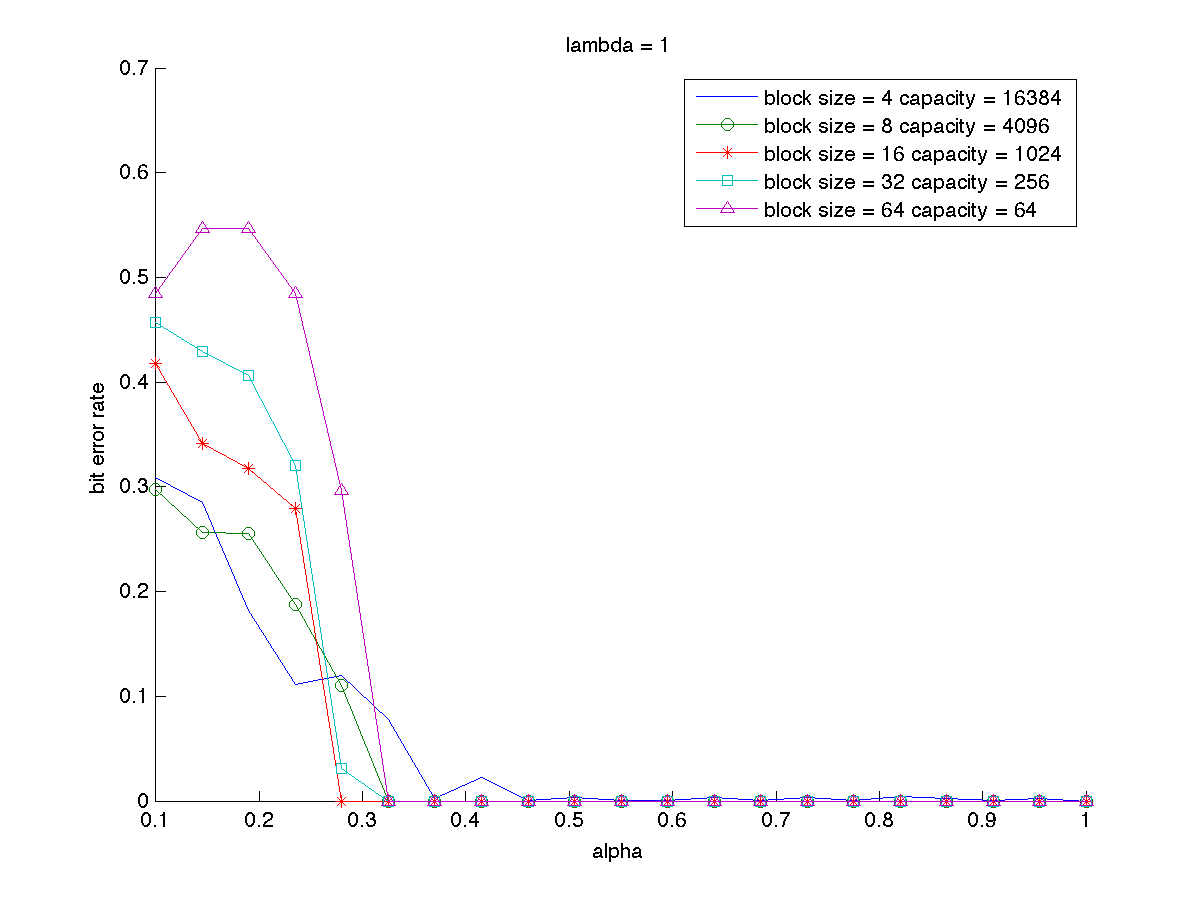 lambda = 1
0.7
0.6
0.5
0.4
0.3
0.2
0.1
0
bit error rate
block size = 4 capacity = 16384
block size = 8 capacity = 4096
block size = 16 capacity = 1024
block size = 32 capacity = 256
block size = 64 capacity = 64
0.1 0.2 0.3 0.4 0.5 0.6 0.7 0.8 0.9 1
alpha